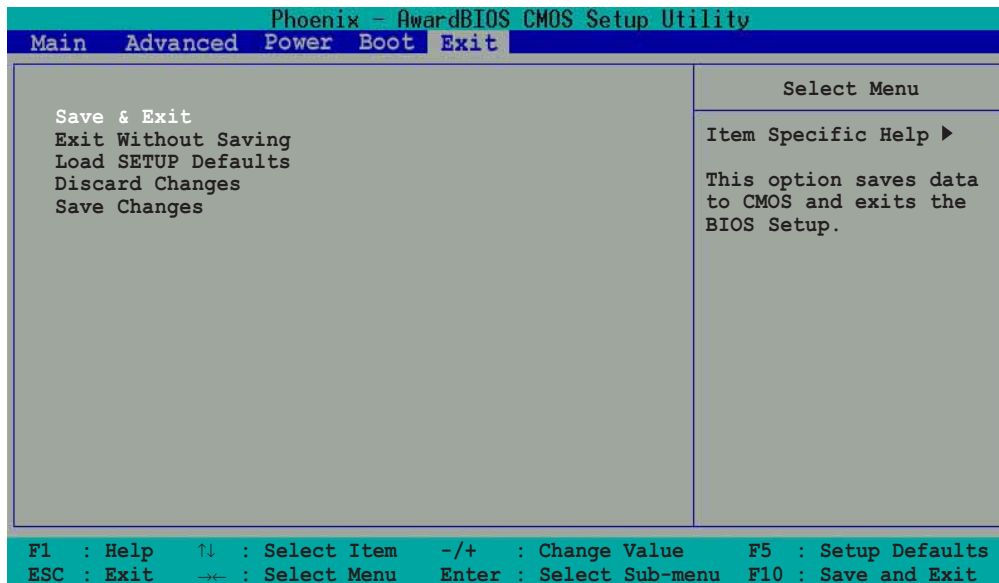 Phoenix - AwardBIOS CMOS Setup Utility
Main Advanced Power Boot Exit
Save & Exit
Exit Without Saving
Load SETUP Defaults
Discard Changes
Save Changes
Select Menu
Item Specific Help ▶
This option saves data
to CMOS and exits the
BIOS Setup.
F1 : Help ↑↓ : Select Item -/+ : Change Value F5 : Setup Defaults
ESC : Exit →← : Select Menu Enter : Select Sub-menu F10 : Save and Exit